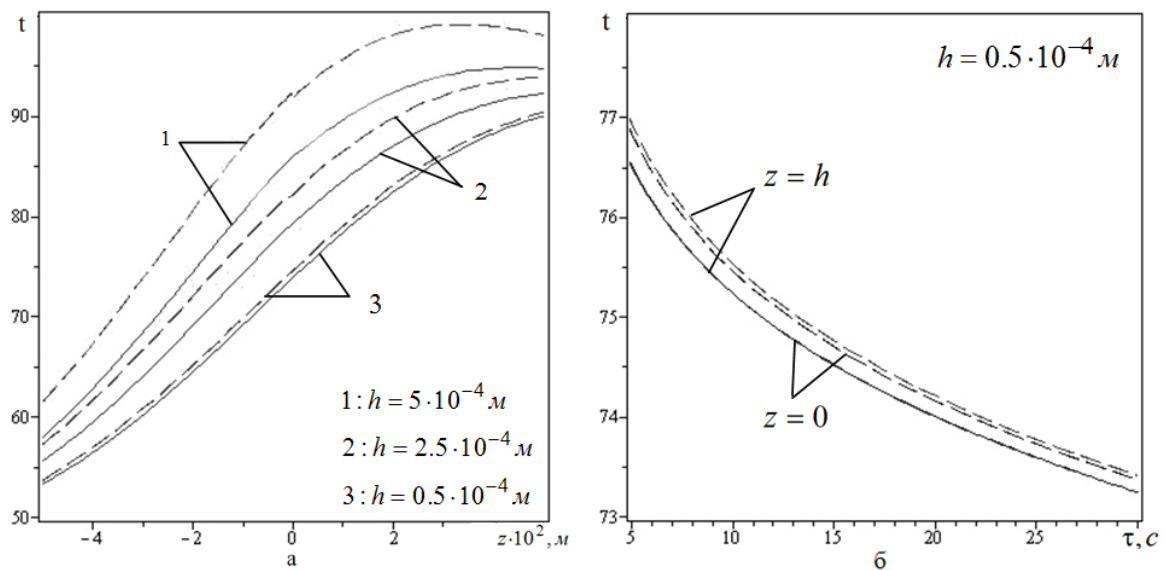 t
90
80
70
60
50
-4
-2
0
2
z·10², м
1
2
3
1: h = 5·10⁻⁴ м
2: h = 2.5·10⁻⁴ м
3: h = 0.5·10⁻⁴ м
а
t
h = 0.5·10⁻⁴ м
77
76
75
74
73
z = h
z = 0
5
10
15
20
25
τ, с
б